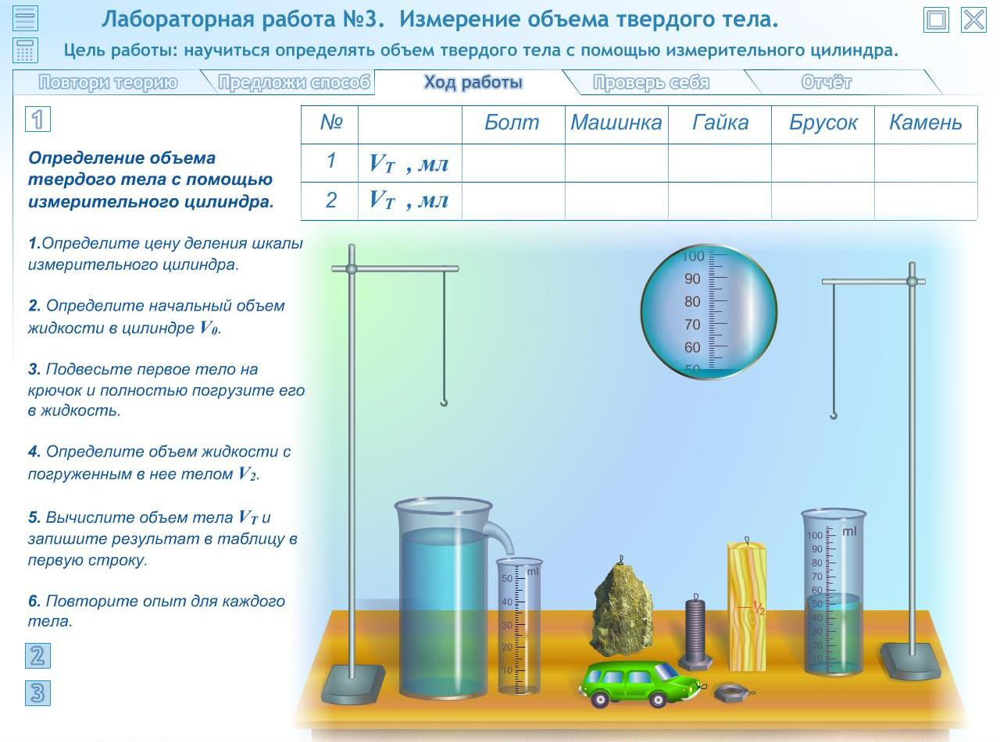 Лабораторная работа №3. Измерение объема твердого тела.
Цель работы: научиться определять объем твердого тела с помощью измерительного цилиндра.
Повтори теорию Предложи способ Ход работы Проверь себя Отчёт
1
№ Болт Машинка Гайка Брусок Камень
1 VТ , мл
2 VТ , мл
Определение объема
твердого тела с помощью
измерительного цилиндра.
1.Определите цену деления шкалы
измерительного цилиндра.
2. Определите начальный объем
жидкости в цилиндре V0.
3. Подвесьте первое тело на
крючок и полностью погрузите его
в жидкость.
4. Определите объем жидкости с
погруженным в нее телом V2.
5. Вычислите объем тела VТ и
запишите результат в таблицу в
первую строку.
6. Повторите опыт для каждого
тела.
2
3
100
90
80
70
60
50
ml
50
40
30
20
10
½
ml
100
90
80
70
60
50
40
30
20
10